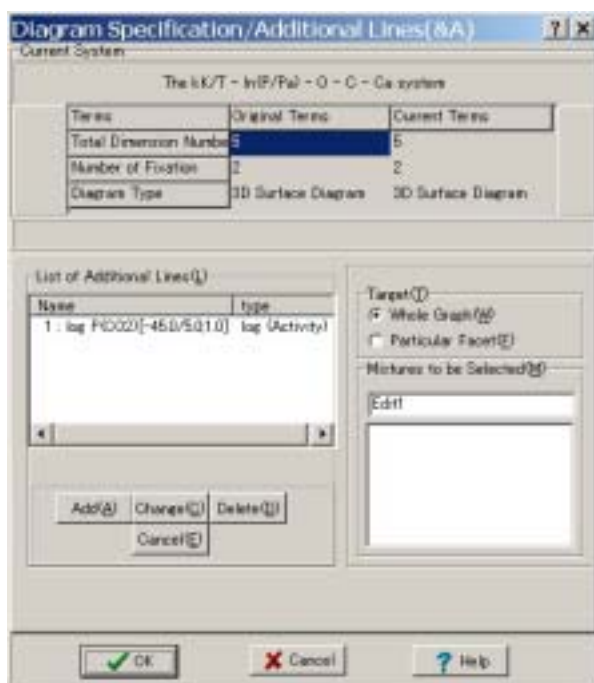 Diagram Specification/Additional Lines(&A)
Current System
The kK/T - ln(P/Pa) - O - C - Ca system
Terms Original Terms Current Terms
Total Dimension Numbe 5 5
Number of Fixation 2 2
Diagram Type 3D Surface Diagram 3D Surface Diagram
List of Additional Lines(L)
Name type
1 : log P(CO2)[-45.0/5.0,1.0] log (Activity)
Target(T)
Whole Graph(W)
Particular Facet(E)
Mixtures to be Selected(M)
Edit1
Add(A) Change(C) Delete(D)
Cancel(E)
OK Cancel Help